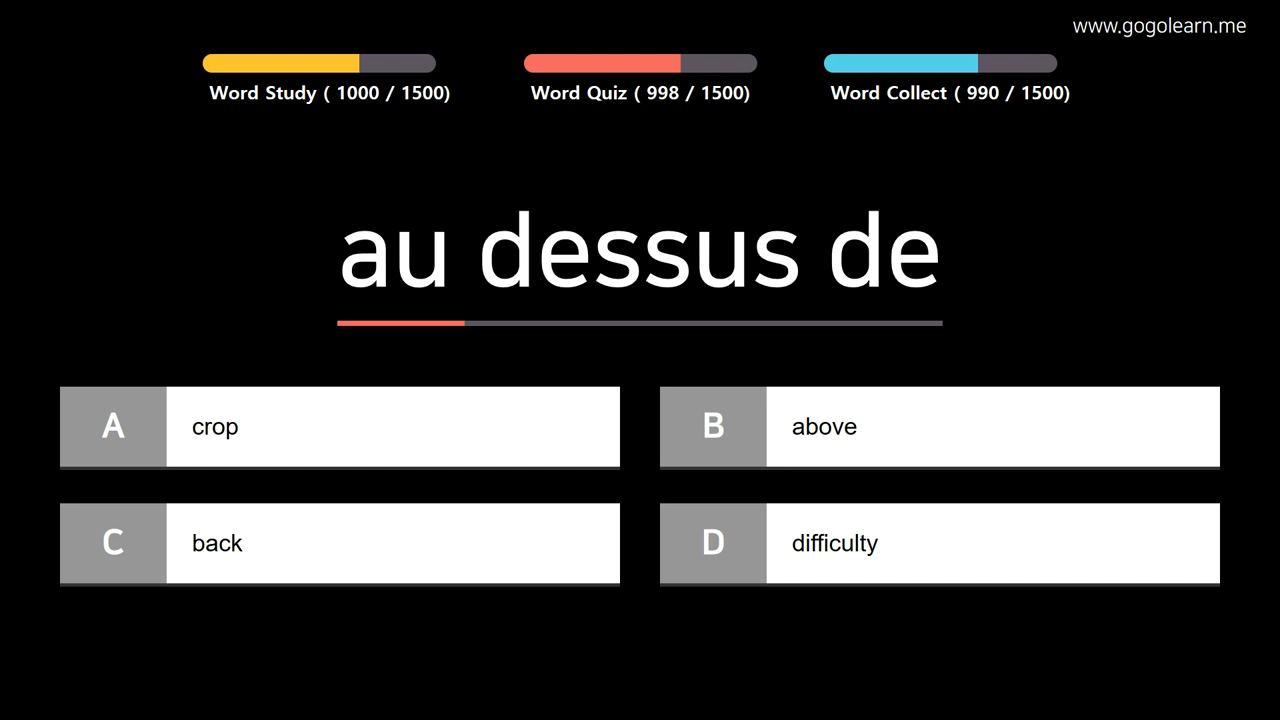 www.gogolearn.me
Word Study ( 1000 / 1500)
Word Quiz ( 998 / 1500)
Word Collect ( 990 / 1500)
au dessus de
A crop
B above
C back
D difficulty